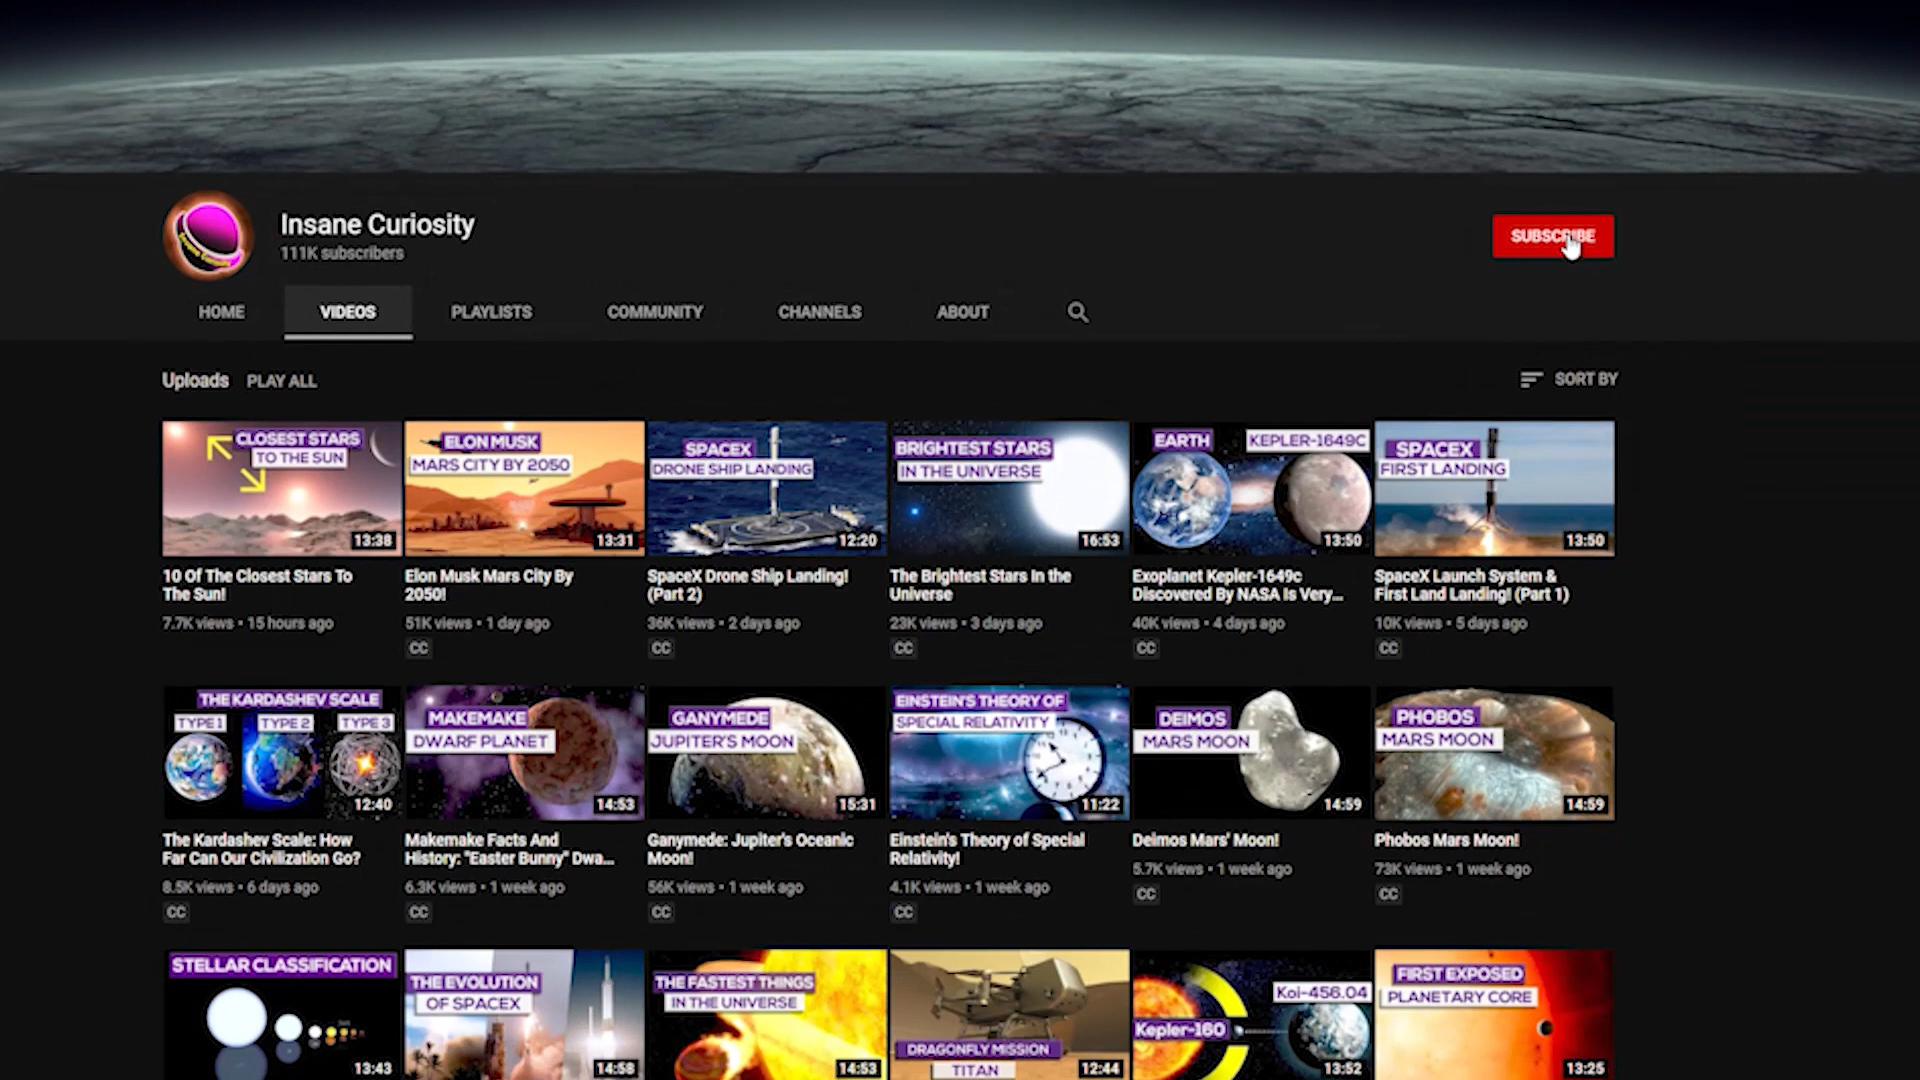 Insane Curiosity
111K subscribers
SUBSCRIBE
HOME
VIDEOS
PLAYLISTS
COMMUNITY
CHANNELS
ABOUT
Uploads
PLAY ALL
SORT BY
CLOSEST STARS
TO THE SUN
13:38
ELON MUSK
MARS CITY BY 2050
13:31
SPACEX
DRONE SHIP LANDING
12:20
BRIGHTEST STARS
IN THE UNIVERSE
16:53
EARTH
KEPLER-1649C
13:50
SPACEX
FIRST LANDING
13:50
10 Of The Closest Stars To
The Sun!
7.7K views • 15 hours ago
Elon Musk Mars City By
2050!
51K views • 1 day ago
CC
SpaceX Drone Ship Landing!
(Part 2)
36K views • 2 days ago
CC
The Brightest Stars In the
Universe
23K views • 3 days ago
CC
Exoplanet Kepler-1649c
Discovered By NASA Is Very...
40K views • 4 days ago
CC
SpaceX Launch System &
First Land Landing! (Part 1)
10K views • 5 days ago
CC
THE KARDASHEV SCALE
TYPE 1
TYPE 2
TYPE 3
12:40
MAKEMAKE
DWARF PLANET
14:53
GANYMEDE
JUPITER'S MOON
15:31
EINSTEIN'S THEORY OF
SPECIAL RELATIVITY
11:22
DEIMOS
MARS MOON
14:59
PHOBOS
MARS MOON
14:59
The Kardashev Scale: How
Far Can Our Civilization Go?
8.5K views • 6 days ago
CC
Makemake Facts And
History: "Easter Bunny" Dwa...
6.3K views • 1 week ago
CC
Ganymede: Jupiter's Oceanic
Moon!
56K views • 1 week ago
CC
Einstein's Theory of Special
Relativity!
4.1K views • 1 week ago
CC
Deimos Mars' Moon!
5.7K views • 1 week ago
CC
Phobos Mars Moon!
73K views • 1 week ago
CC
STELLAR CLASSIFICATION
13:43
THE EVOLUTION
OF SPACEX
14:58
THE FASTEST THINGS
IN THE UNIVERSE
14:53
DRAGONFLY MISSION
TITAN
12:44
Koi-456.04
Kepler-160
13:52
FIRST EXPOSED
PLANETARY CORE
13:25